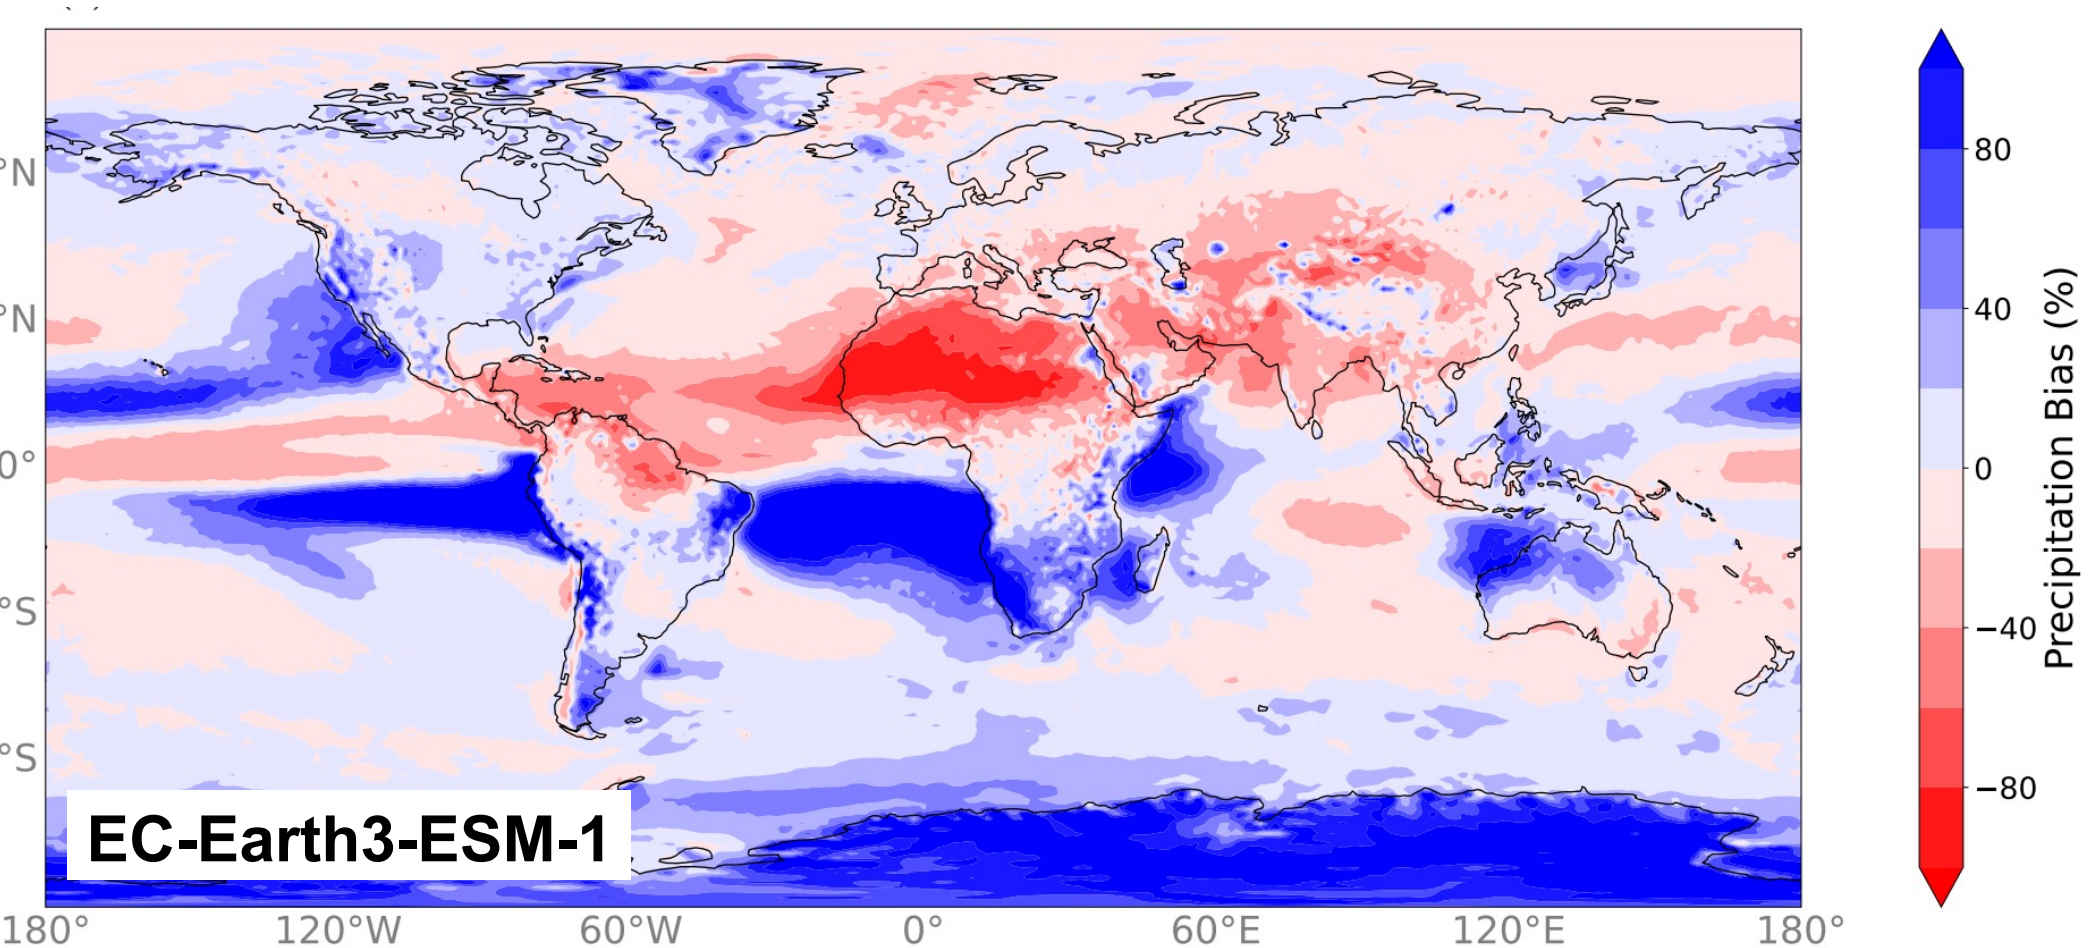 °N
°N
0°
°S
°S
EC-Earth3-ESM-1
180°
120°W
60°W
0°
60°E
120°E
180°
80
40
0
−40
−80
Precipitation Bias (%)